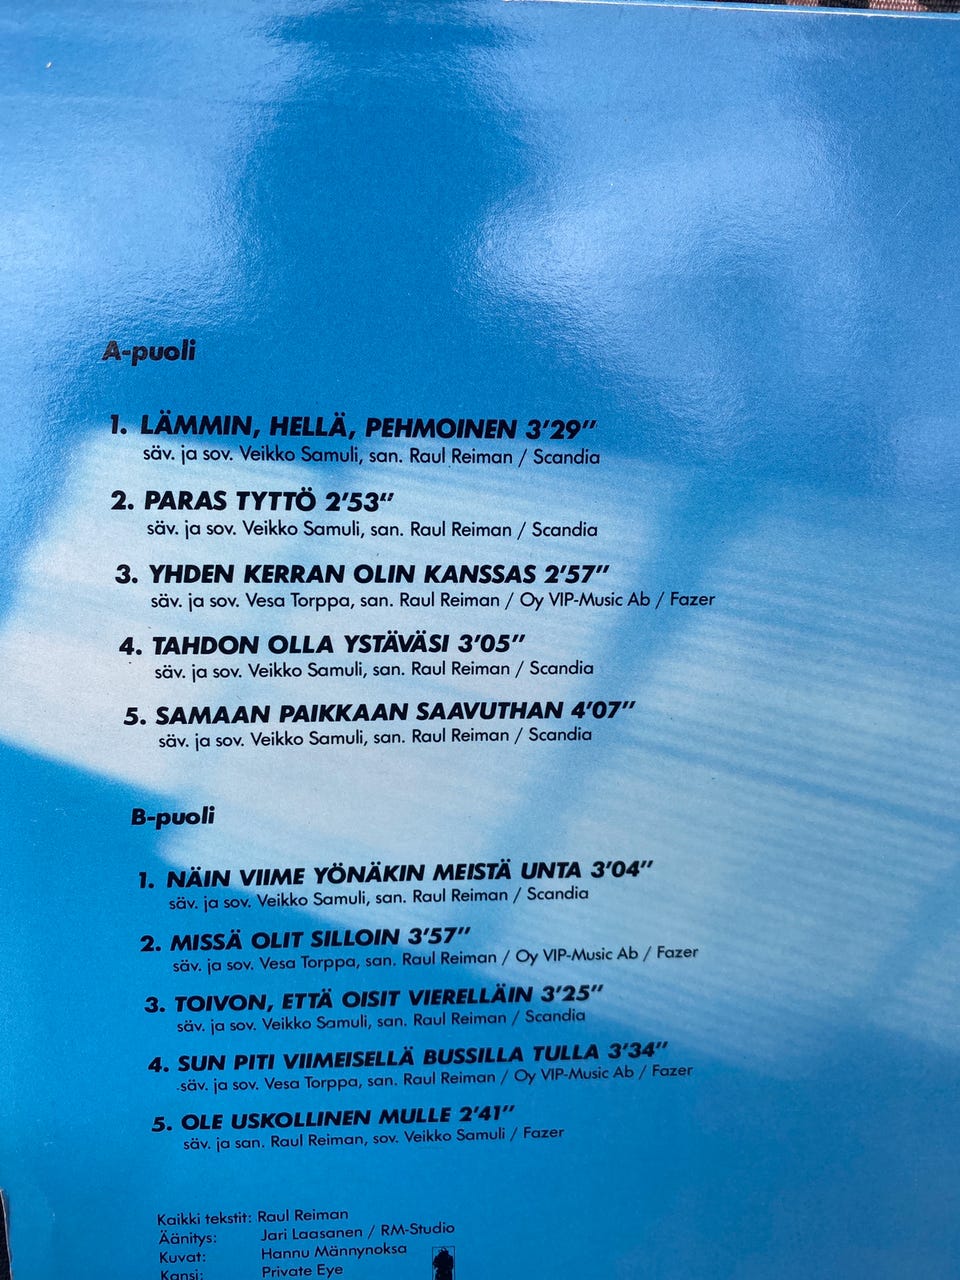 A-puoli
1. LÄMMIN, HELLÄ, PEHMOINEN 3'29"
säv. ja sov. Veikko Samuli, san. Raul Reiman / Scandia
2. PARAS TYTTÖ 2'53"
säv. ja sov. Veikko Samuli, san. Raul Reiman / Scandia
3. YHDEN KERRAN OLIN KANSSAS 2'57"
säv. ja sov. Vesa Torppa, san. Raul Reiman / Oy VIP-Music Ab / Fazer
4. TAHDON OLLA YSTÄVÄSI 3'05"
säv. ja sov. Veikko Samuli, san. Raul Reiman / Scandia
5. SAMAAN PAIKKAAN SAAVUTHAN 4'07"
säv. ja sov. Veikko Samuli, san. Raul Reiman / Scandia
B-puoli
1. NÄIN VIIME YÖNÄKIN MEISTÄ UNTA 3'04"
säv. ja sov. Veikko Samuli, san. Raul Reiman / Scandia
2. MISSÄ OLIT SILLOIN 3'57"
säv. ja sov. Vesa Torppa, san. Raul Reiman / Oy VIP-Music Ab / Fazer
3. TOIVON, ETTÄ OISIT VIERELLÄIN 3'25"
säv. ja sov. Veikko Samuli, san. Raul Reiman / Scandia
4. SUN PITI VIIMEISELLÄ BUSSILLA TULLA 3'34"
säv. ja sov. Vesa Torppa, san. Raul Reiman / Oy VIP-Music Ab / Fazer
5. OLE USKOLLINEN MULLE 2'41"
säv. ja san. Raul Reiman, sov. Veikko Samuli / Fazer
Kaikki tekstit: Raul Reiman
Äänitys: Jari Laasanen / RM-Studio
Kuvat: Hannu Männynoksa
Kansi: Private Eye